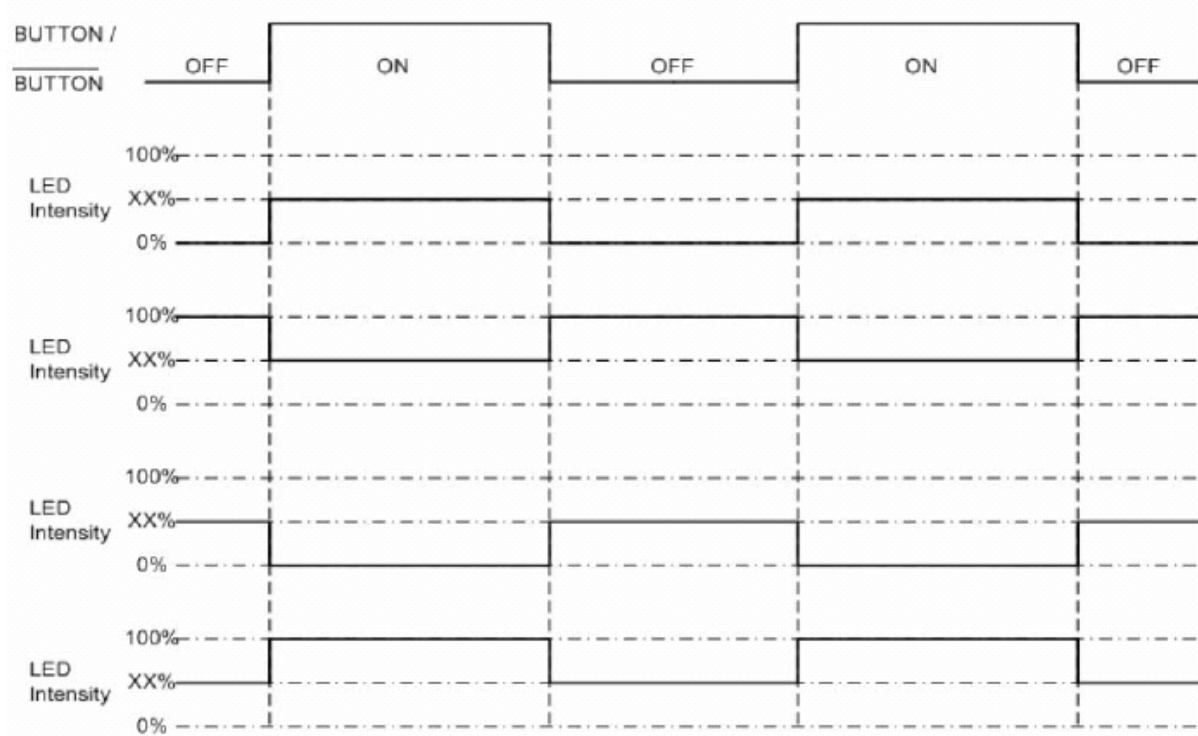 BUTTON /
BUTTON
OFF ON OFF ON OFF
100%
LED
Intensity
XX%
0%
100%
LED
Intensity
XX%
0%
100%
LED
Intensity
XX%
0%
100%
LED
Intensity
XX%
0%